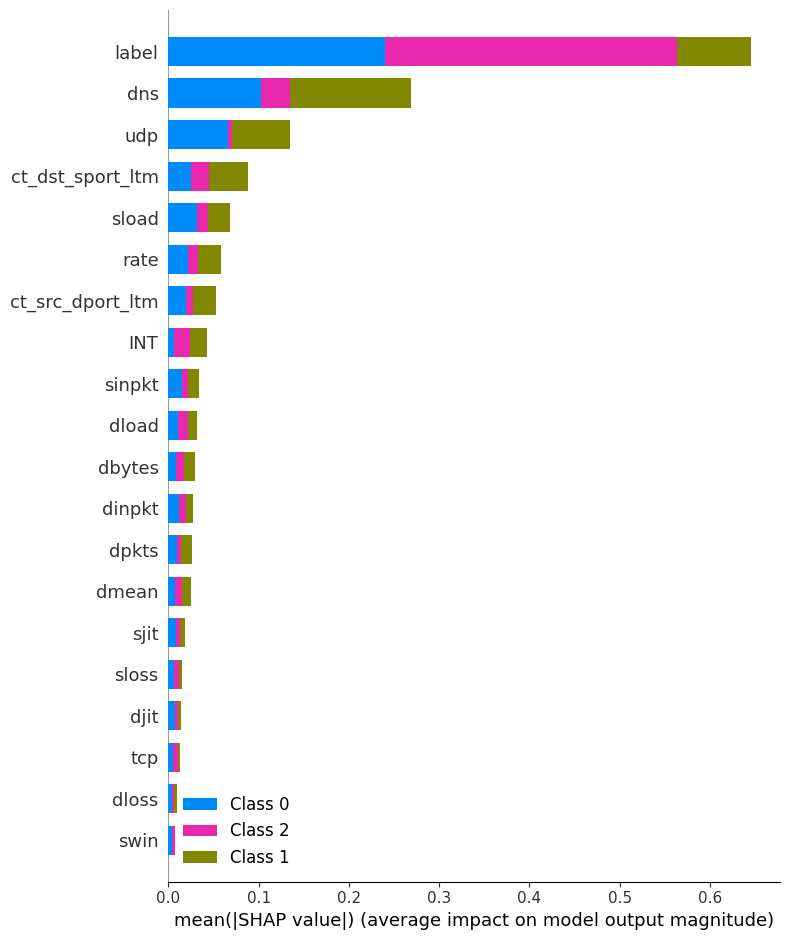 label
dns
udp
ct_dst_sport_ltm
sload
rate
ct_src_dport_ltm
INT
sinpkt
dload
dbytes
dinpkt
dpkts
dmean
sjit
sloss
djit
tcp
dloss
swin
Class 0
Class 2
Class 1
0.0 0.1 0.2 0.3 0.4 0.5 0.6
mean(|SHAP value|) (average impact on model output magnitude)